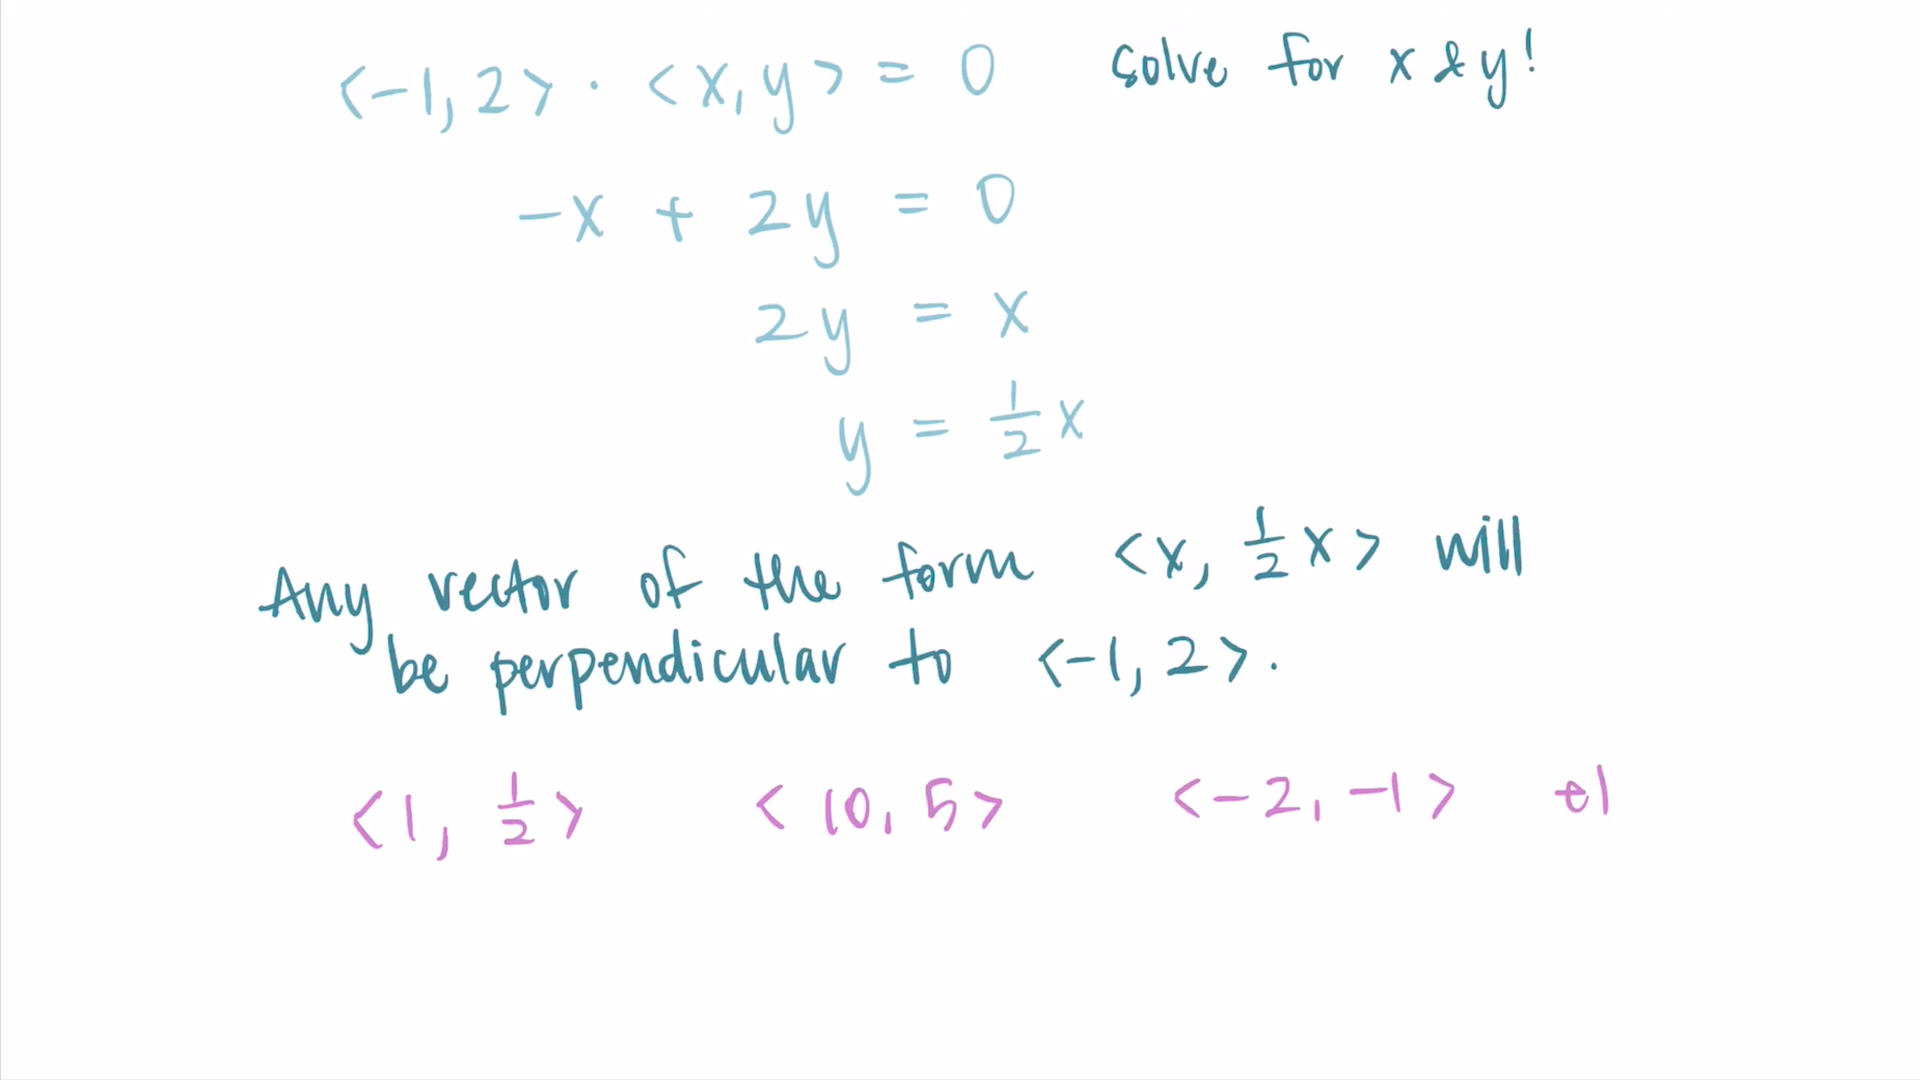 <-1, 2> · <x, y> = 0 solve for x & y!
-x + 2y = 0
2y = x
y = 1/2 x
Any vector of the form <x, 1/2 x> will
be perpendicular to <-1, 2>.
<1, 1/2> <10, 5> <-2, -1>